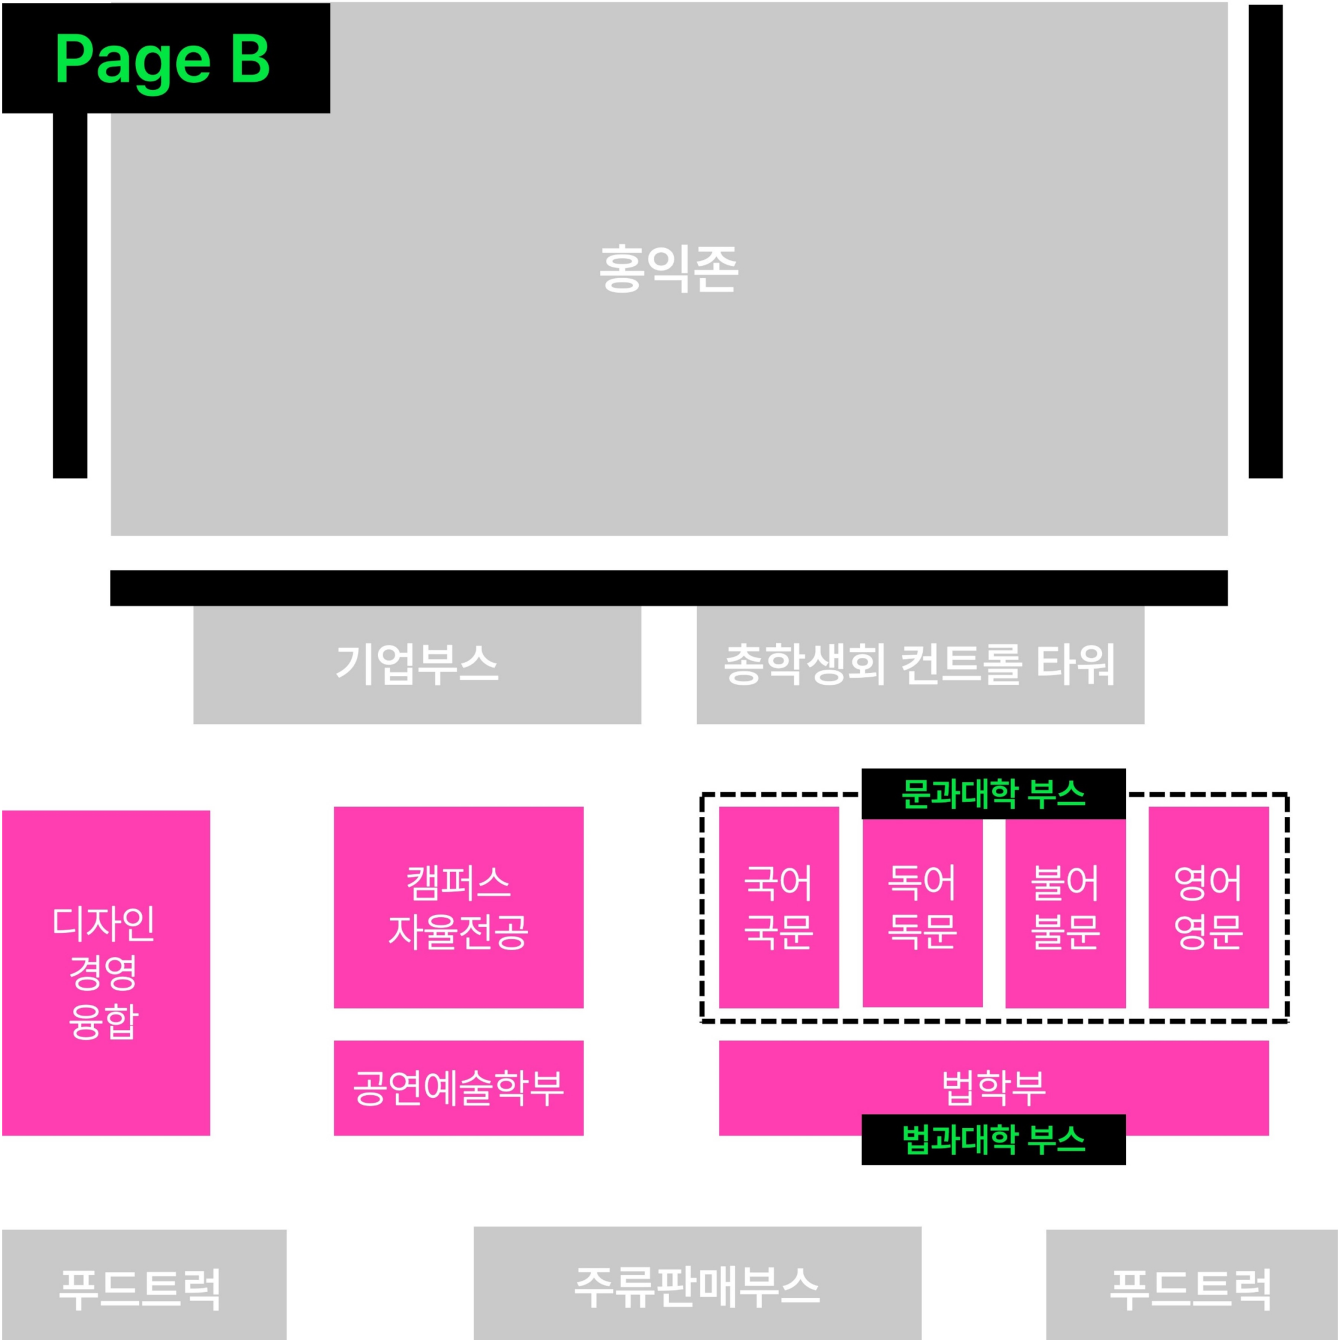 Page B
홍익존
기업부스
총학생회 컨트롤 타워
문과대학 부스
디자인
경영
융합
캠퍼스
자율전공
국어
국문
독어
독문
불어
불문
영어
영문
공연예술학부
법학부
법과대학 부스
푸드트럭
주류판매부스
푸드트럭